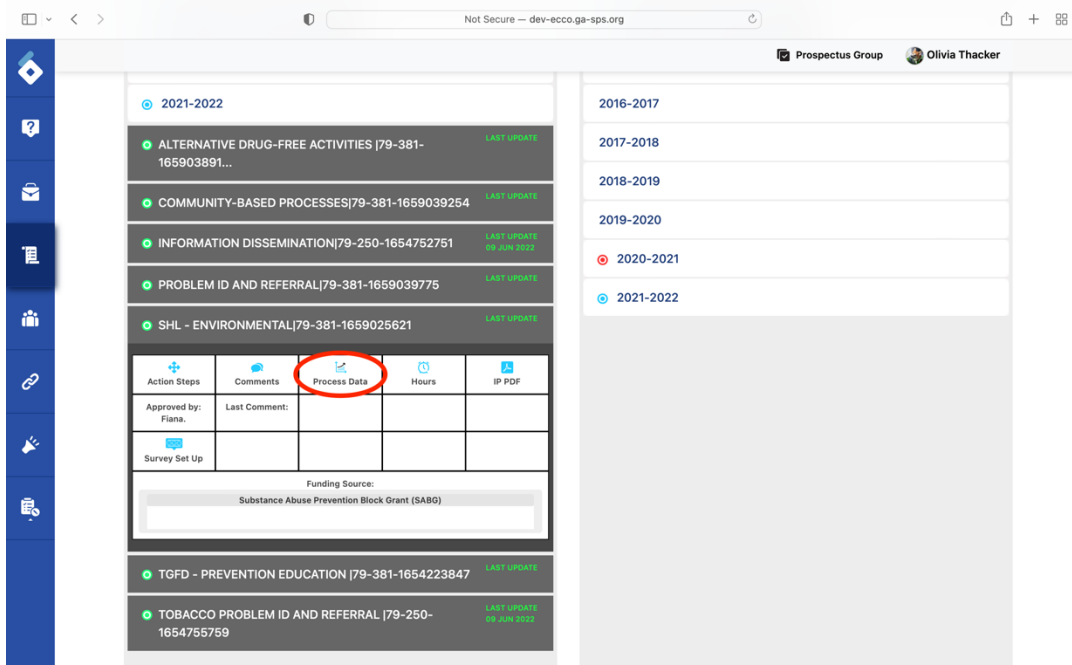 Not Secure — dev-ecco.ga-sps.org
Prospectus Group
Olivia Thacker
2021-2022
ALTERNATIVE DRUG-FREE ACTIVITIES |79-381-
165903891...
LAST UPDATE
COMMUNITY-BASED PROCESSES|79-381-1659039254
LAST UPDATE
INFORMATION DISSEMINATION|79-250-1654752751
LAST UPDATE
09 JUN 2022
PROBLEM ID AND REFERRAL|79-381-1659039775
LAST UPDATE
SHL - ENVIRONMENTAL|79-381-1659025621
LAST UPDATE
Action Steps
Comments
Process Data
Hours
IP PDF
Approved by:
Fiana.
Last Comment:
Survey Set Up
Funding Source:
Substance Abuse Prevention Block Grant (SABG)
TGFD - PREVENTION EDUCATION |79-381-1654223847
LAST UPDATE
TOBACCO PROBLEM ID AND REFERRAL |79-250-
1654755759
LAST UPDATE
09 JUN 2022
2016-2017
2017-2018
2018-2019
2019-2020
2020-2021
2021-2022